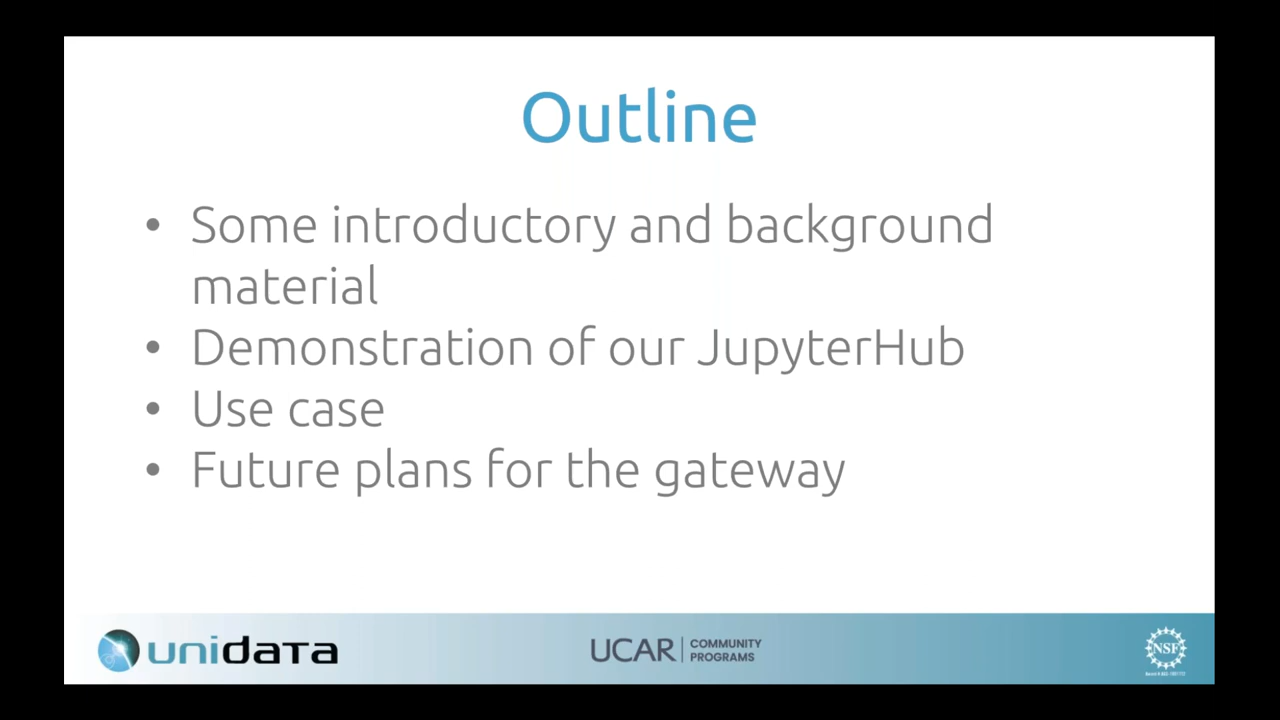 Outline
• Some introductory and background
material
• Demonstration of our JupyterHub
• Use case
• Future plans for the gateway
unidata
UCAR | COMMUNITY
PROGRAMS
NSF